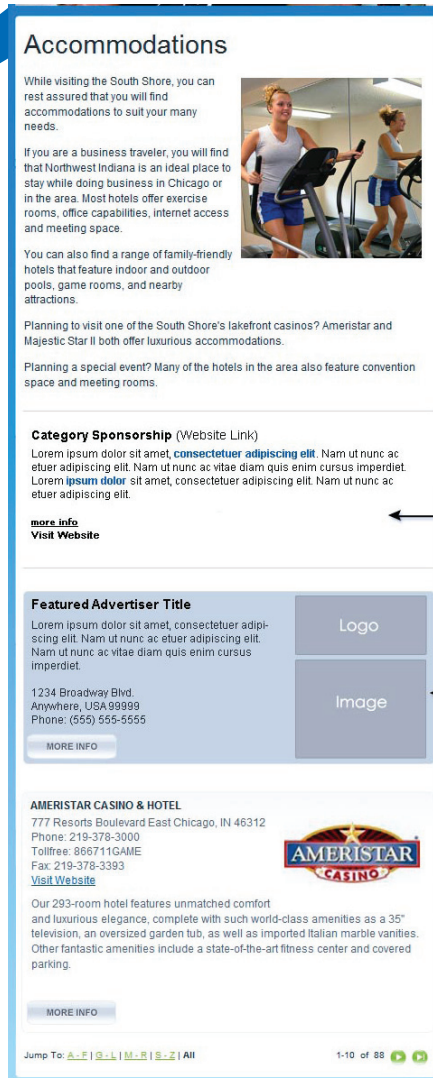 Accommodations
While visiting the South Shore, you can
rest assured that you will find
accommodations to suit your many
needs.
If you are a business traveler, you will find
that Northwest Indiana is an ideal place to
stay while doing business in Chicago or
in the area. Most hotels offer exercise
rooms, office capabilities, internet access
and meeting space.
You can also find a range of family-friendly
hotels that feature indoor and outdoor
pools, game rooms, and nearby
attractions.
Planning to visit one of the South Shore's lakefront casinos? Ameristar and
Majestic Star II both offer luxurious accommodations.
Planning a special event? Many of the hotels in the area also feature convention
space and meeting rooms.
Category Sponsorship (Website Link)
Lorem ipsum dolor sit amet, consectetuer adipiscing elit. Nam ut nunc ac
etuer adipiscing elit. Nam ut nunc ac vitae diam quis enim cursus imperdiet.
Lorem ipsum dolor sit amet, consectetuer adipiscing elit. Nam ut nunc ac
etuer adipiscing elit.
more info
Visit Website
Featured Advertiser Title
Lorem ipsum dolor sit amet, consectetuer adipi-
scing elit. Nam ut nunc ac etuer adipiscing elit.
Nam ut nunc ac vitae diam quis enim cursus
imperdiet.
1234 Broadway Blvd.
Anywhere, USA 99999
Phone: (555) 555-5555
MORE INFO
Logo
Image
AMERISTAR CASINO & HOTEL
777 Resorts Boulevard East Chicago, IN 46312
Phone: 219-378-3000
Tollfree: 866711GAME
Fax: 219-378-3393
Visit Website
AMERISTAR
CASINO
Our 293-room hotel features unmatched comfort
and luxurious elegance, complete with such world-class amenities as a 35"
television, an oversized garden tub, as well as imported Italian marble vanities.
Other fantastic amenities include a state-of-the-art fitness center and covered
parking.
MORE INFO
Jump To: A - F | G - L | M - R | S - Z | All
1-10 of 88